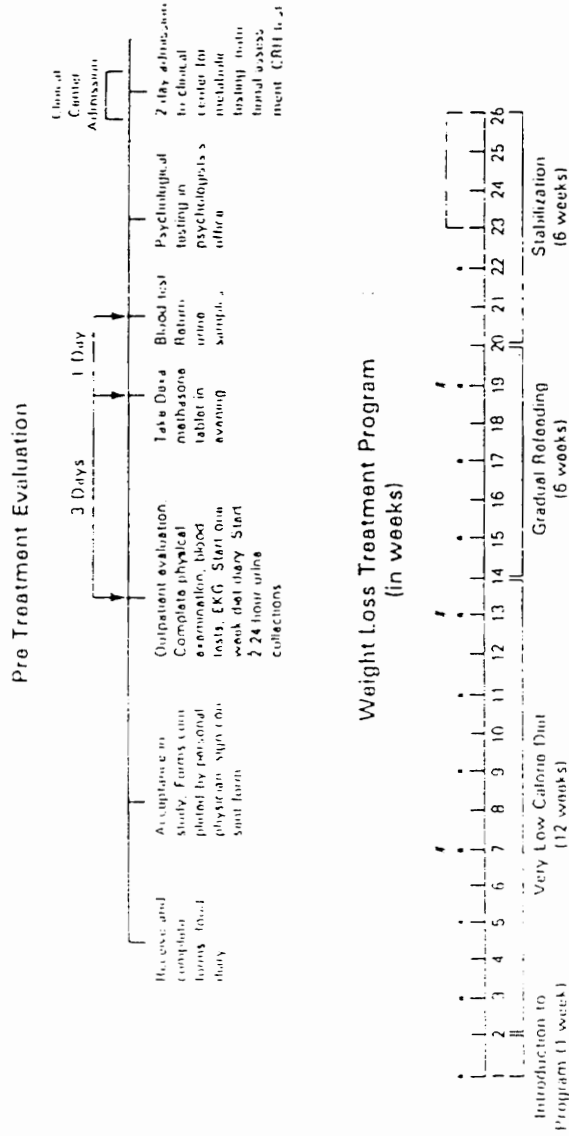 Pre Treatment Evaluation
3 Days
1 Day
Clinical
Center
Admission
Receive and
complete
forms, food
diary
Acceptance in
study. Forms com
pleted by personal
physician sign con
sent form
Outpatient evaluation.
Complete physical
examination, blood
tests, EKG Start one
week diet diary Start
2 24 hour urine
collections
Take Dexa
methasone
tablet in
evening
Blood test
Return
urine
samples
Psychological
testing in
psychologist's
office
2 day admission
to clinical
center for
metabolic
testing, nutri
tional assess
ment CRH test
Weight Loss Treatment Program
(in weeks)
1 2 3 4 5 6 7 8 9 10 11 12 13 14 15 16 17 18 19 20 21 22 23 24 25 26
Introduction to
Program (1 week)
Very Low Calorie Diet
(12 weeks)
Gradual Refeeding
(6 weeks)
Stabilization
(6 weeks)